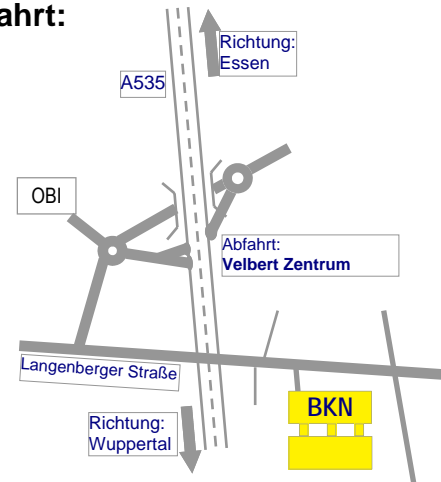 ahrt:
Richtung:
Essen
A535
OBI
Abfahrt:
Velbert Zentrum
Langenberger Straße
BKN
Richtung:
Wuppertal